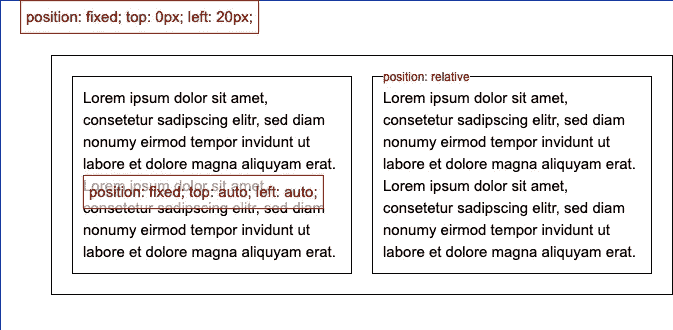 position: fixed; top: 0px; left: 20px;
Lorem ipsum dolor sit amet,
consetetur sadipscing elitr, sed diam
nonumy eirmod tempor invidunt ut
labore et dolore magna aliquyam erat.
Lorem ipsum dolor sit amet,
position: fixed; top: auto; left: auto;
consetetur sadipscing elitr, sed diam
nonumy eirmod tempor invidunt ut
labore et dolore magna aliquyam erat.
position: relative
Lorem ipsum dolor sit amet,
consetetur sadipscing elitr, sed diam
nonumy eirmod tempor invidunt ut
labore et dolore magna aliquyam erat.
Lorem ipsum dolor sit amet,
consetetur sadipscing elitr, sed diam
nonumy eirmod tempor invidunt ut
labore et dolore magna aliquyam erat.